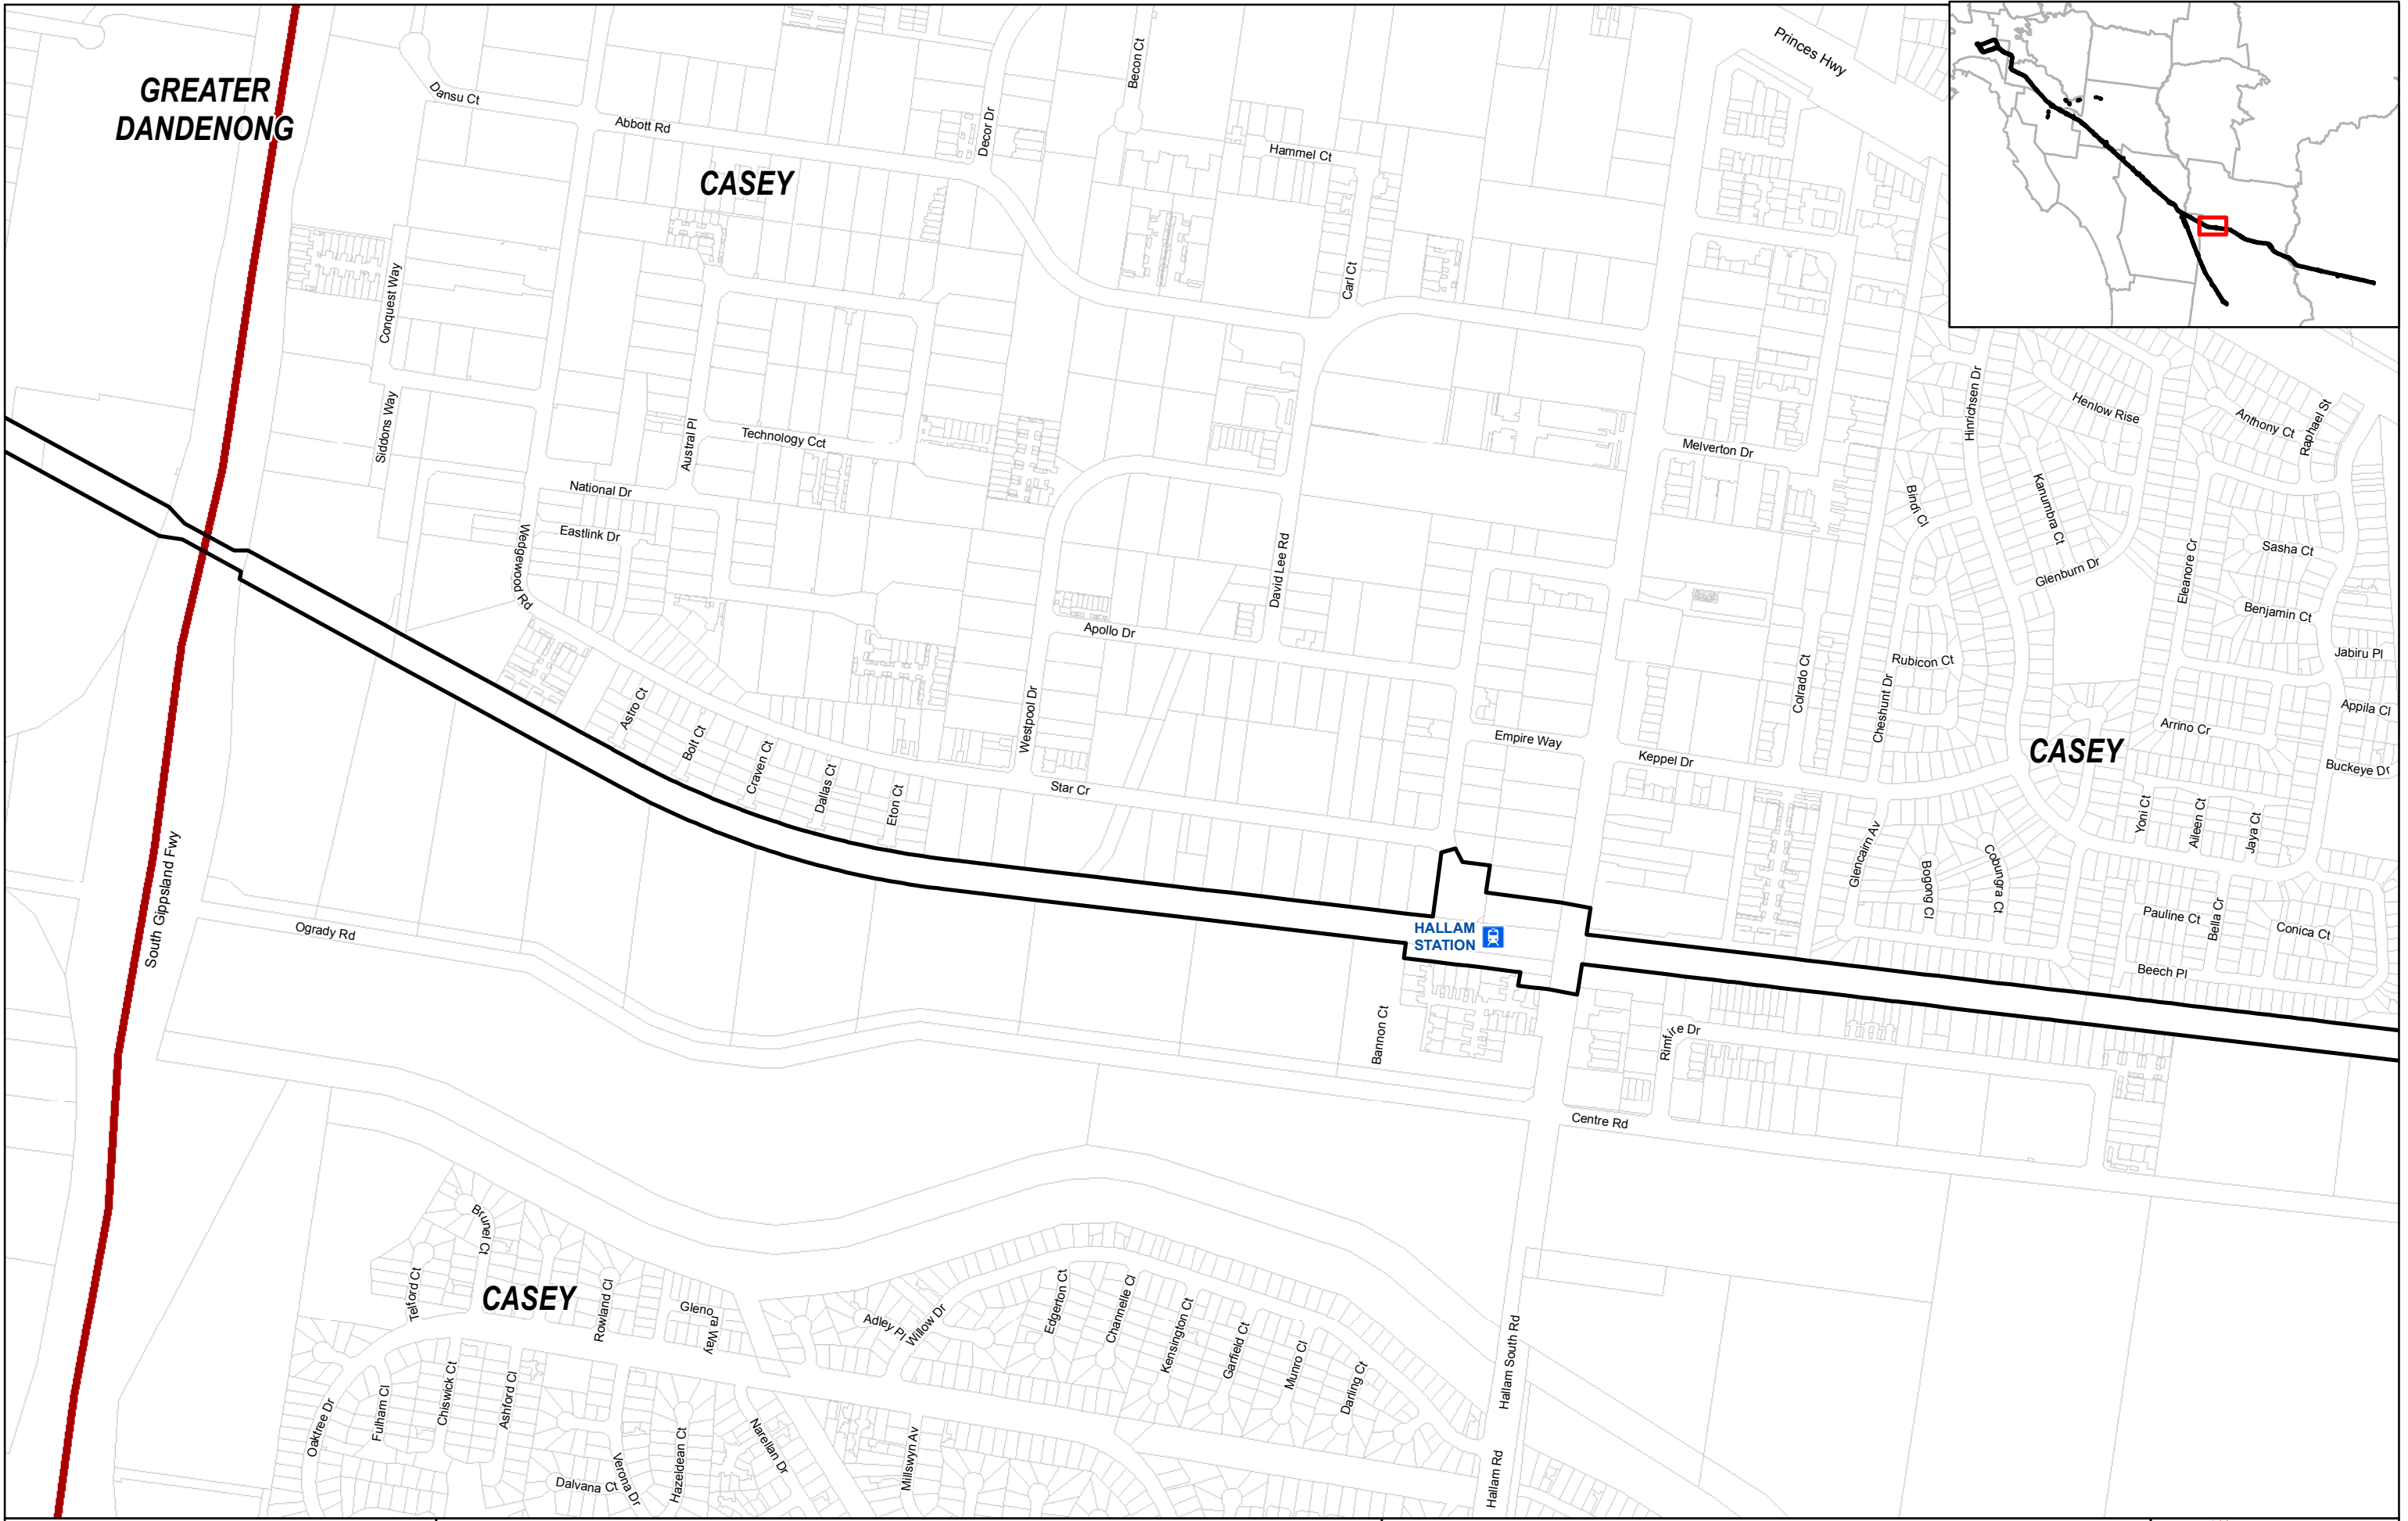 Princes Hwy
Becon Ct
GREATER
DANDENONG
Dansu Ct
Abbott Rd
Decor Dr
Hammel Ct
CASEY
Conquest Way
Carl Ct
Siddons Way
Austral Pl
Technology Cct
Melverton Dr
Hinrichsen Dr
Henlow Rise
Anthony Ct
Raphael St
National Dr
Eastlink Dr
Wedgewood Rd
David Lee Rd
Bindi Cl
Kanumbra Ct
Glenburn Dr
Eleanore Cr
Sasha Ct
Benjamin Ct
Apollo Dr
Jabiru Pl
Rubicon Ct
Colrado Ct
Cheshunt Dr
Appila Cl
Arrino Cr
Astro Ct
Bolt Ct
Craven Ct
Dallas Ct
Eton Ct
Westpool Dr
Star Cr
Empire Way
Keppel Dr
CASEY
Buckeye Dr
Yoni Ct
Aileen Ct
Jaya Ct
Glencairn Av
Bogong Cl
Cobungra Ct
South Gippsland Fwy
Ogrady Rd
HALLAM
STATION
Pauline Ct
Bella Cr
Conica Ct
Beech Pl
Bannon Ct
Rimfire Dr
Centre Rd
Brunel Ct
Telford Ct
CASEY
Rowland Cl
Glenora Way
Adley Pl
Willow Dr
Edgerton Ct
Channelle Cl
Kensington Ct
Garfield Ct
Munro Cl
Darling Ct
Hallam South Rd
Oaktree Dr
Fulham Cl
Chiswick Ct
Ashford Cl
Dalvana Ct
Verona Dr
Hazeldean Ct
Narellan Dr
Millswyn Av
Hallam Rd